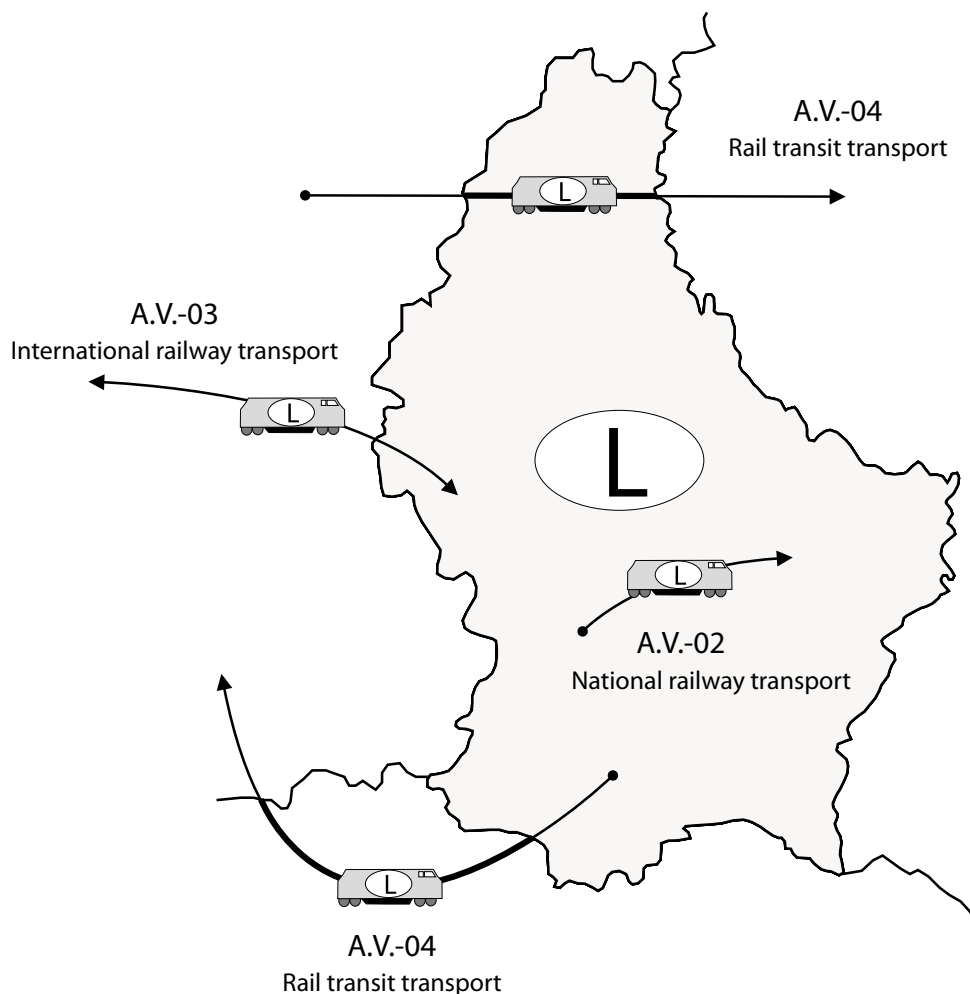 A.V.-04
Rail transit transport
L
A.V.-03
International railway transport
L
L
L
A.V.-02
National railway transport
L
A.V.-04
Rail transit transport